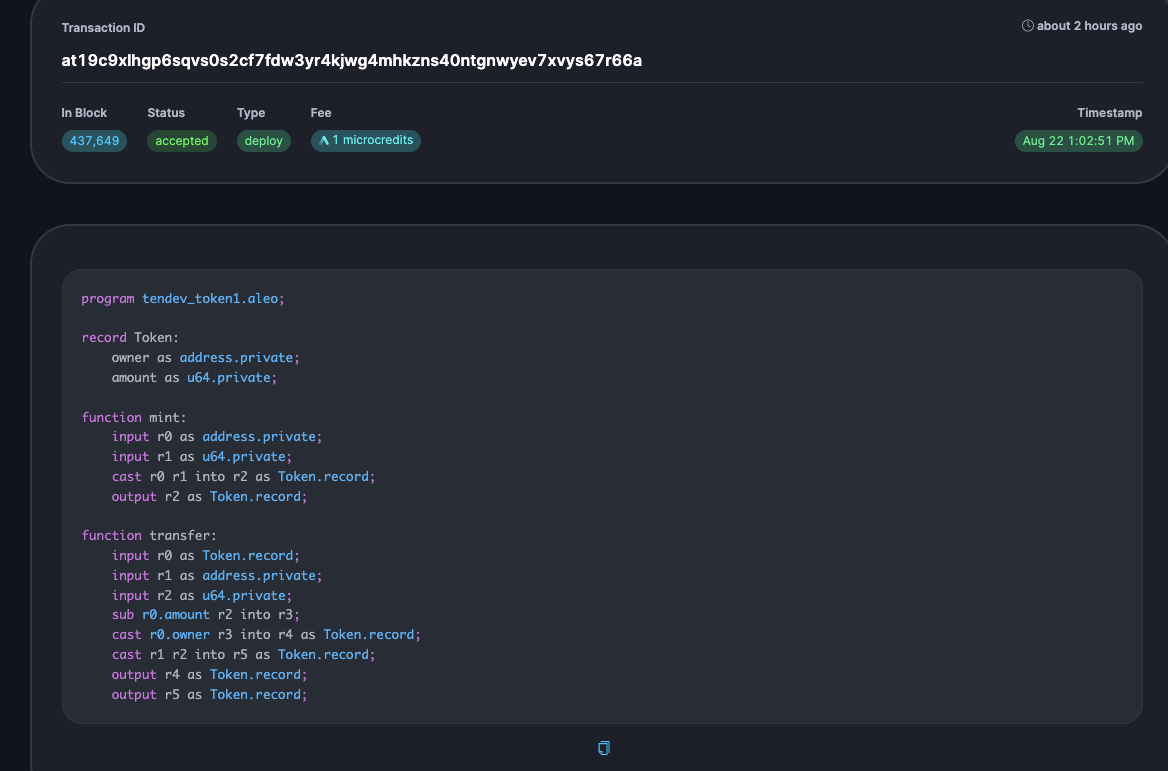 Transaction ID
about 2 hours ago
at19c9xlhgp6sqvs0s2cf7fdw3yr4kjwg4mhkzns40ntgnwyev7xvys67r66a
In Block Status Type Fee Timestamp
437,649 accepted deploy 1 microcredits Aug 22 1:02:51 PM
program tendev_token1.aleo;
record Token:
    owner as address.private;
    amount as u64.private;
function mint:
    input r0 as address.private;
    input r1 as u64.private;
    cast r0 r1 into r2 as Token.record;
    output r2 as Token.record;
function transfer:
    input r0 as Token.record;
    input r1 as address.private;
    input r2 as u64.private;
    sub r0.amount r2 into r3;
    cast r0.owner r3 into r4 as Token.record;
    cast r1 r2 into r5 as Token.record;
    output r4 as Token.record;
    output r5 as Token.record;